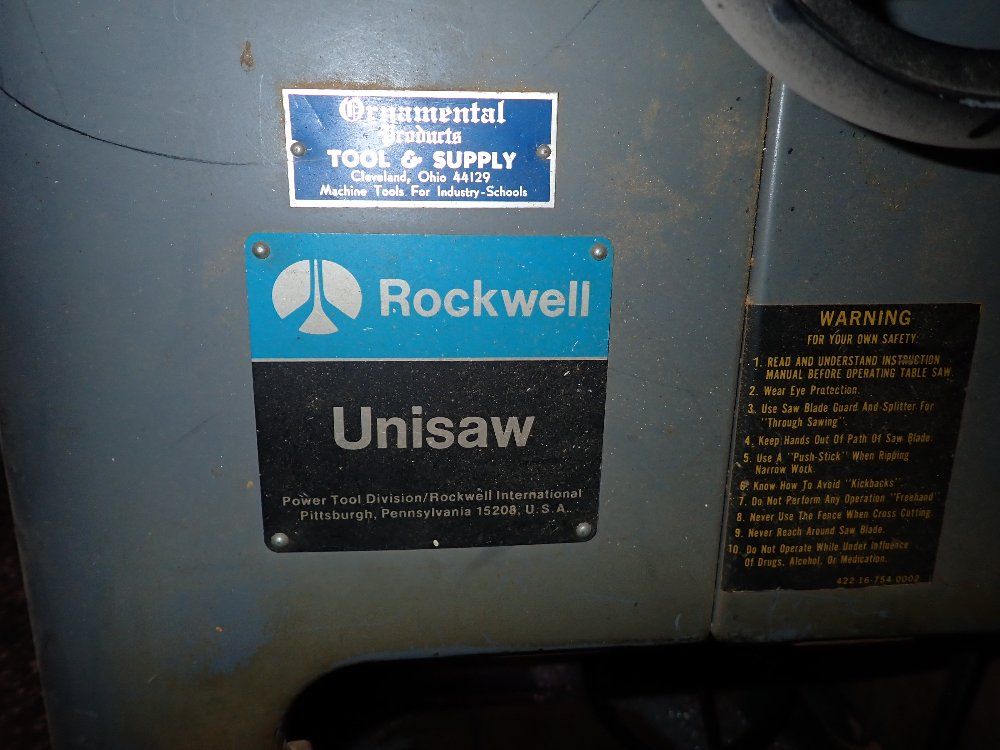 Ornamental
Products
TOOL & SUPPLY
Cleveland, Ohio 44129
Machine Tools For Industry-Schools
Rockwell
Unisaw
Power Tool Division/Rockwell International
Pittsburgh, Pennsylvania 15208, U.S.A.
WARNING
FOR YOUR OWN SAFETY:
1. READ AND UNDERSTAND INSTRUCTION
MANUAL BEFORE OPERATING TABLE SAW.
2. Wear Eye Protection.
3. Use Saw Blade Guard And Splitter For
"Through Sawing".
4. Keep Hands Out Of Path Of Saw Blade.
5. Use A "Push-Stick" When Ripping
Narrow Work.
6. Know How To Avoid "Kickbacks".
7. Do Not Perform Any Operation "Freehand".
8. Never Use The Fence When Cross Cutting.
9. Never Reach Around Saw Blade.
10. Do Not Operate While Under Influence
Of Drugs, Alcohol, Or Medication.
422-16-754-0002